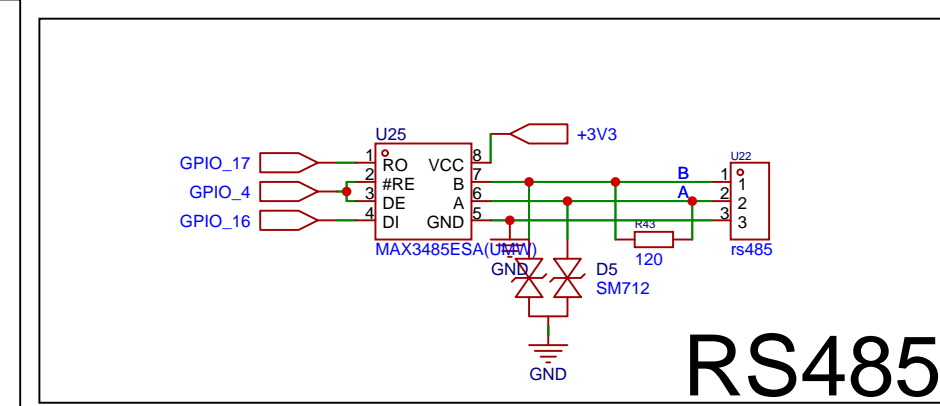 U25
+3V3
U22
GPIO_17
1
RO
VCC
8
2
#RE
B
7
B
1
1
GPIO_4
3
DE
A
6
A
2
2
GPIO_16
4
DI
GND
5
3
3
R43
MAX3485ESA(UMW)
rs485
120
GND
D5
SM712
GND
RS485